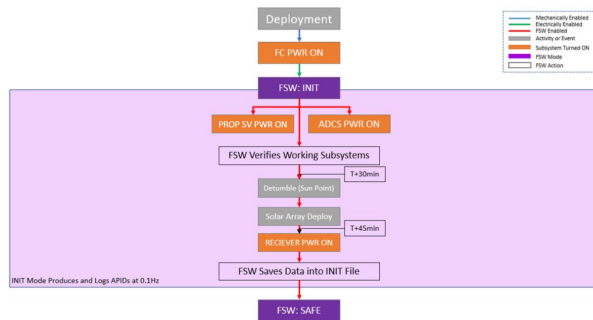 Deployment
FC PWR ON
FSW: INIT
PROP 5V PWR ON
ADCS PWR ON
FSW Verifies Working Subsystems
T+30min
Detumble (Sun Point)
Solar Array Deploy
T+45min
RECIEVER PWR ON
FSW Saves Data into INIT File
INIT Mode Produces and Logs APIDs at 0.1Hz
FSW: SAFE
Mechanically Enabled
Electrically Enabled
FSW Enabled
Activity or Event
Subsystem Turned ON
FSW Mode
FSW Action